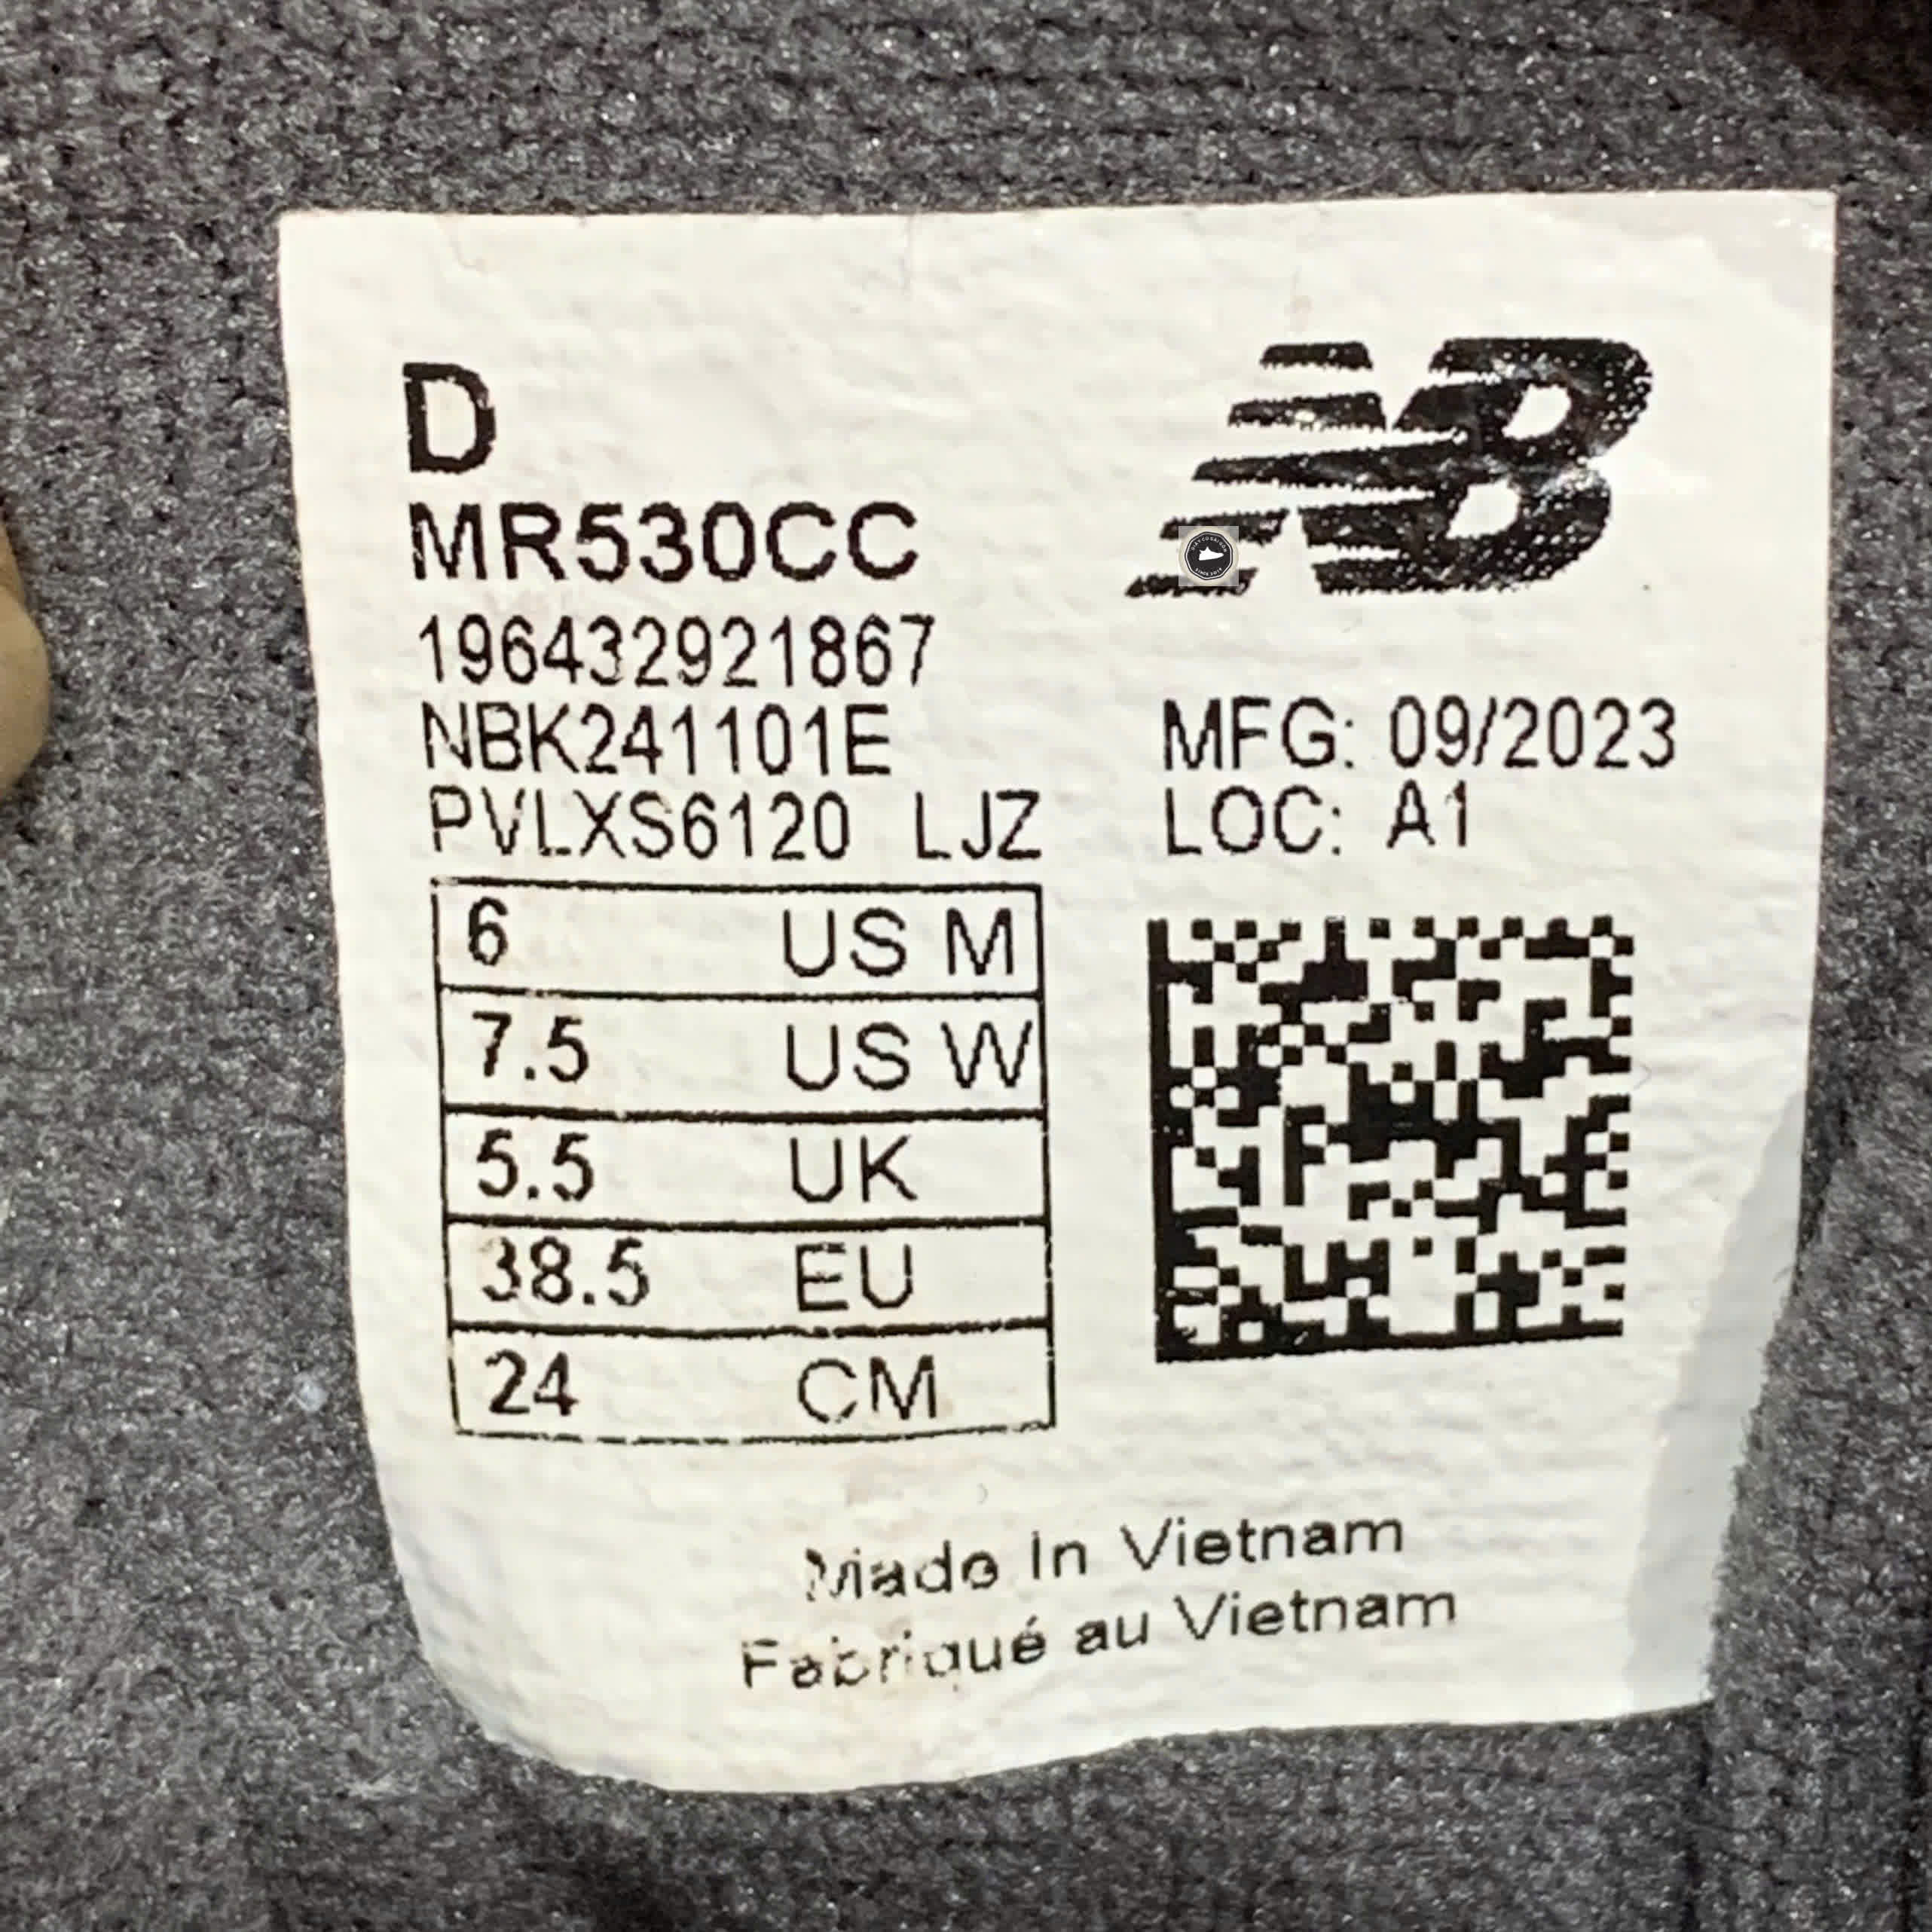 D
NB
MR530CC
196432921867
NBK241101E
MFG: 09/2023
PVLXS6120 LJZ
LOC: A1
6 US M
7.5 US W
5.5 UK
38.5 EU
24 CM
Made In Vietnam
Fabriqué au Vietnam